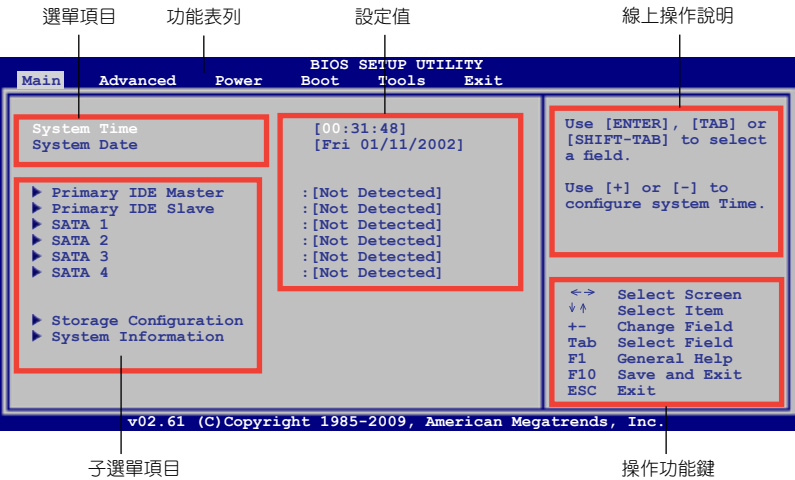 選單項目 功能表列 設定值 線上操作說明
BIOS SETUP UTILITY
Main Advanced Power Boot Tools Exit
System Time [00:31:48]
System Date [Fri 01/11/2002]
Primary IDE Master :[Not Detected]
Primary IDE Slave :[Not Detected]
SATA 1 :[Not Detected]
SATA 2 :[Not Detected]
SATA 3 :[Not Detected]
SATA 4 :[Not Detected]
Storage Configuration
System Information
Use [ENTER], [TAB] or
[SHIFT-TAB] to select
a field.
Use [+] or [-] to
configure system Time.
←→ Select Screen
↓↑ Select Item
+- Change Field
Tab Select Field
F1 General Help
F10 Save and Exit
ESC Exit
v02.61 (C)Copyright 1985-2009, American Megatrends, Inc.
子選單項目 操作功能鍵